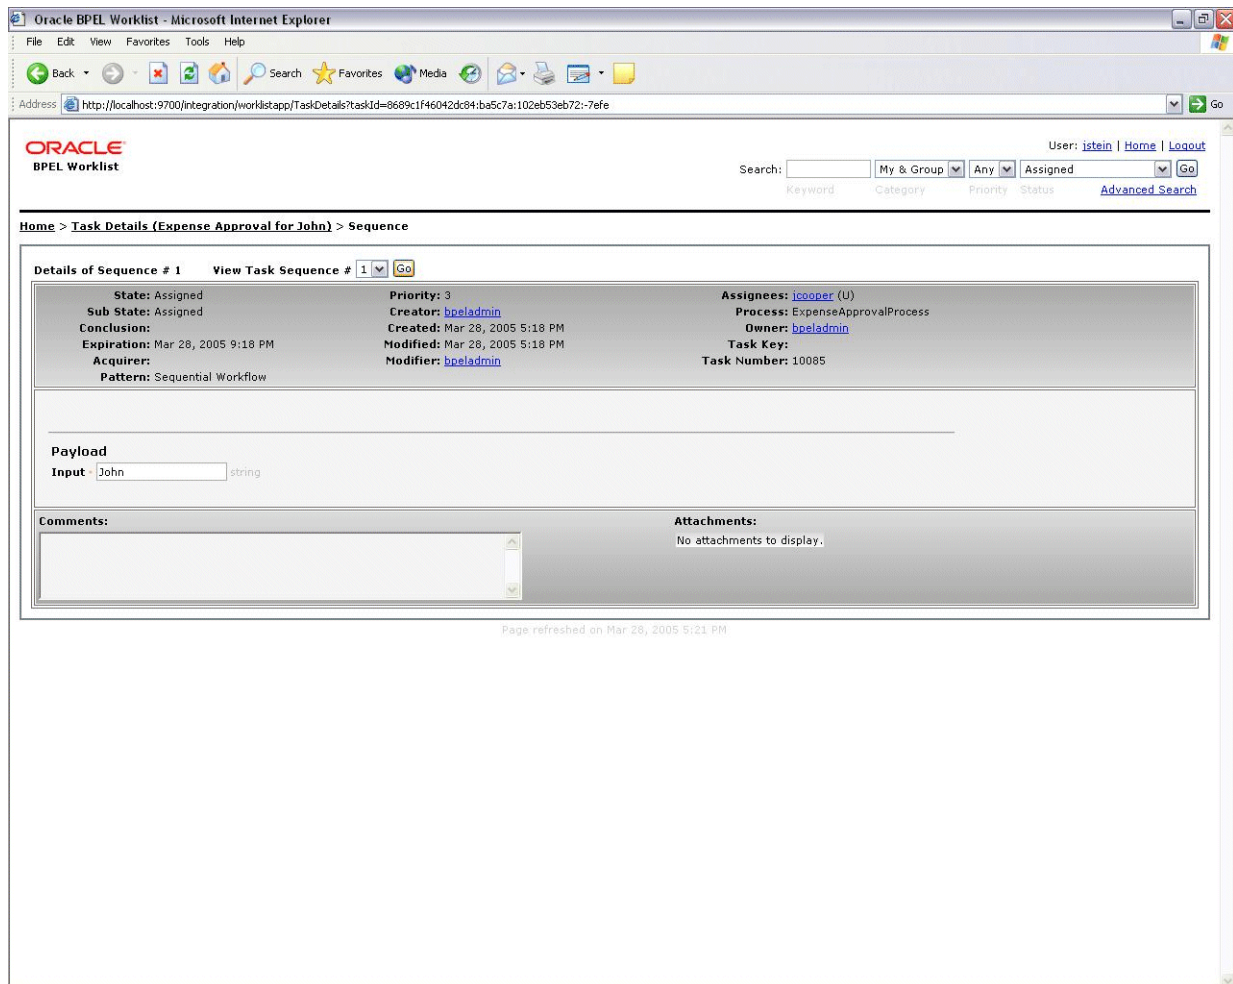 Oracle BPEL Worklist - Microsoft Internet Explorer
File Edit View Favorites Tools Help
Back Search Favorites Media
Address http://localhost:9700/integration/worklistapp/TaskDetails?taskId=8689c1f46042dc84:ba5c7a:102eb53eb72:-7efe Go
ORACLE
BPEL Worklist
User: jstein | Home | Logout
Search: My & Group Any Assigned Go
Keyword Category Priority Status Advanced Search
Home > Task Details (Expense Approval for John) > Sequence
Details of Sequence # 1 View Task Sequence # 1 Go
State: Assigned Priority: 3 Assignees: jcooper (U)
Sub State: Assigned Creator: bpeladmin Process: ExpenseApprovalProcess
Conclusion: Created: Mar 28, 2005 5:18 PM Owner: bpeladmin
Expiration: Mar 28, 2005 9:18 PM Modified: Mar 28, 2005 5:18 PM Task Key:
Acquirer: Modifier: bpeladmin Task Number: 10085
Pattern: Sequential Workflow
Payload
Input * John string
Comments: Attachments:
No attachments to display.
Page refreshed on Mar 28, 2005 5:21 PM